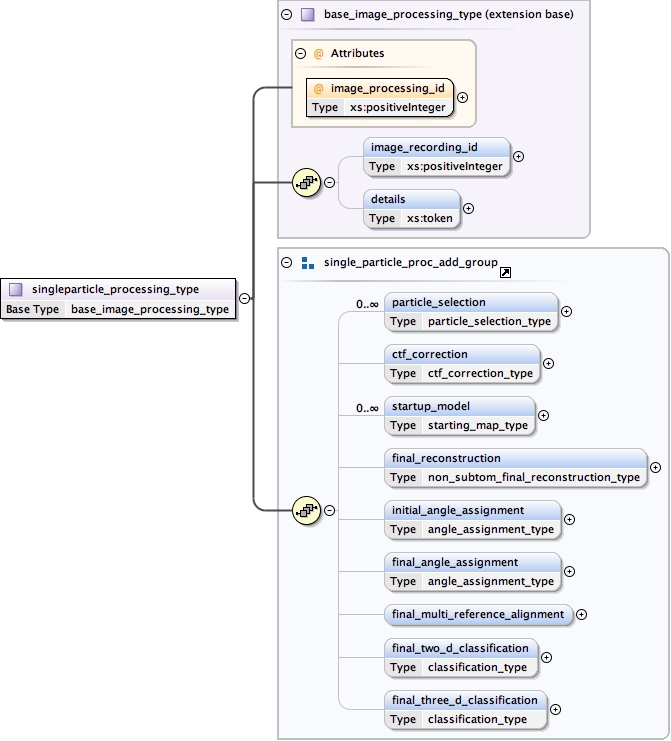 base_image_processing_type (extension base)
@ Attributes
@ image_processing_id
Type xs:positiveInteger
image_recording_id
Type xs:positiveInteger
details
Type xs:token
singleparticle_processing_type
Base Type base_image_processing_type
single_particle_proc_add_group
0..∞ particle_selection
Type particle_selection_type
ctf_correction
Type ctf_correction_type
0..∞ startup_model
Type starting_map_type
final_reconstruction
Type non_subtom_final_reconstruction_type
initial_angle_assignment
Type angle_assignment_type
final_angle_assignment
Type angle_assignment_type
final_multi_reference_alignment
final_two_d_classification
Type classification_type
final_three_d_classification
Type classification_type